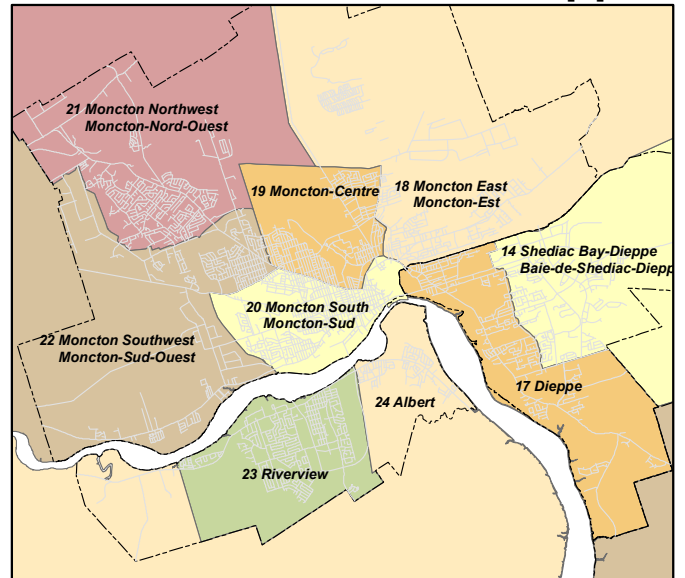 21 Moncton Northwest
Moncton-Nord-Ouest
19 Moncton-Centre
18 Moncton East
Moncton-Est
14 Shediac Bay-Dieppe
Baie-de-Shediac-Diepp
20 Moncton South
Moncton-Sud
22 Moncton Southwest
Moncton-Sud-Ouest
17 Dieppe
24 Albert
23 Riverview